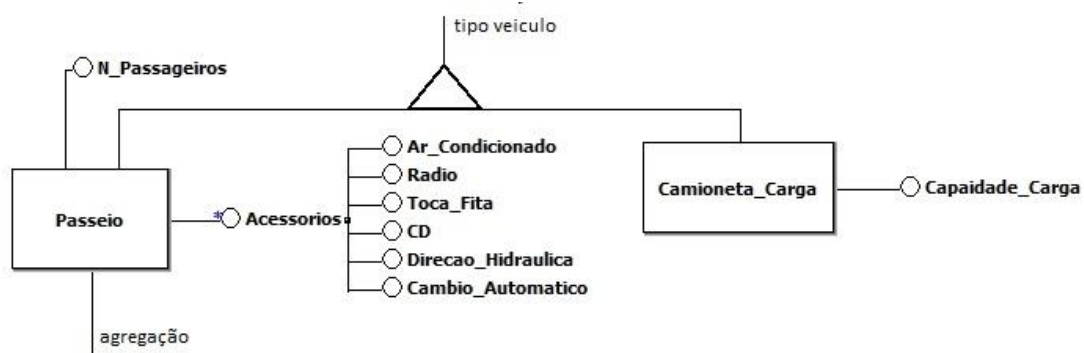 tipo veiculo
N_Passageiros
Ar_Condicionado
Radio
Toca_Fita
CD
Direcao_Hidraulica
Cambio_Automatico
Passeio
*
Acessorios
Camioneta_Carga
Capaidade_Carga
agregação